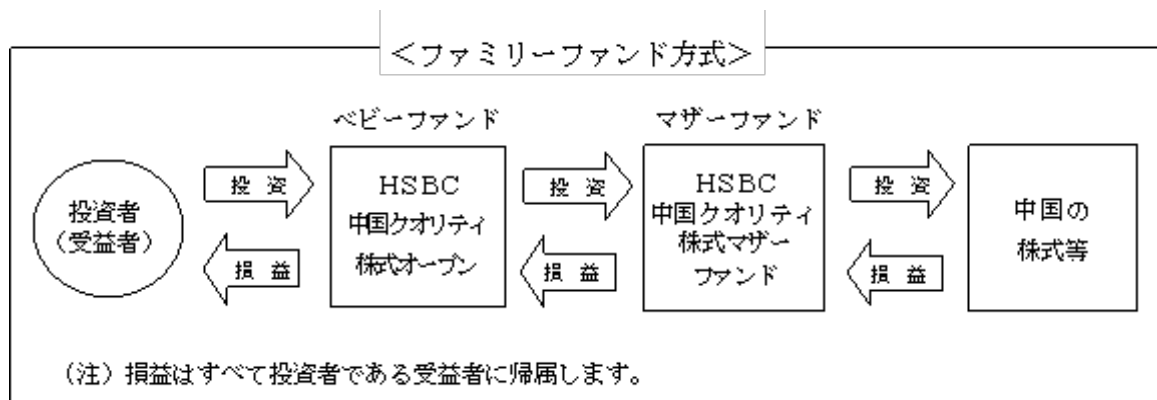 ＜ファミリーファンド方式＞
ベビーファンド
マザーファンド
投資者
（受益者）
投 資
損 益
HSBC
中国クオリティ
株式オープン
投 資
損 益
HSBC
中国クオリティ
株式マザー
ファンド
投 資
損 益
中国の
株式等
（注）損益はすべて投資者である受益者に帰属します。